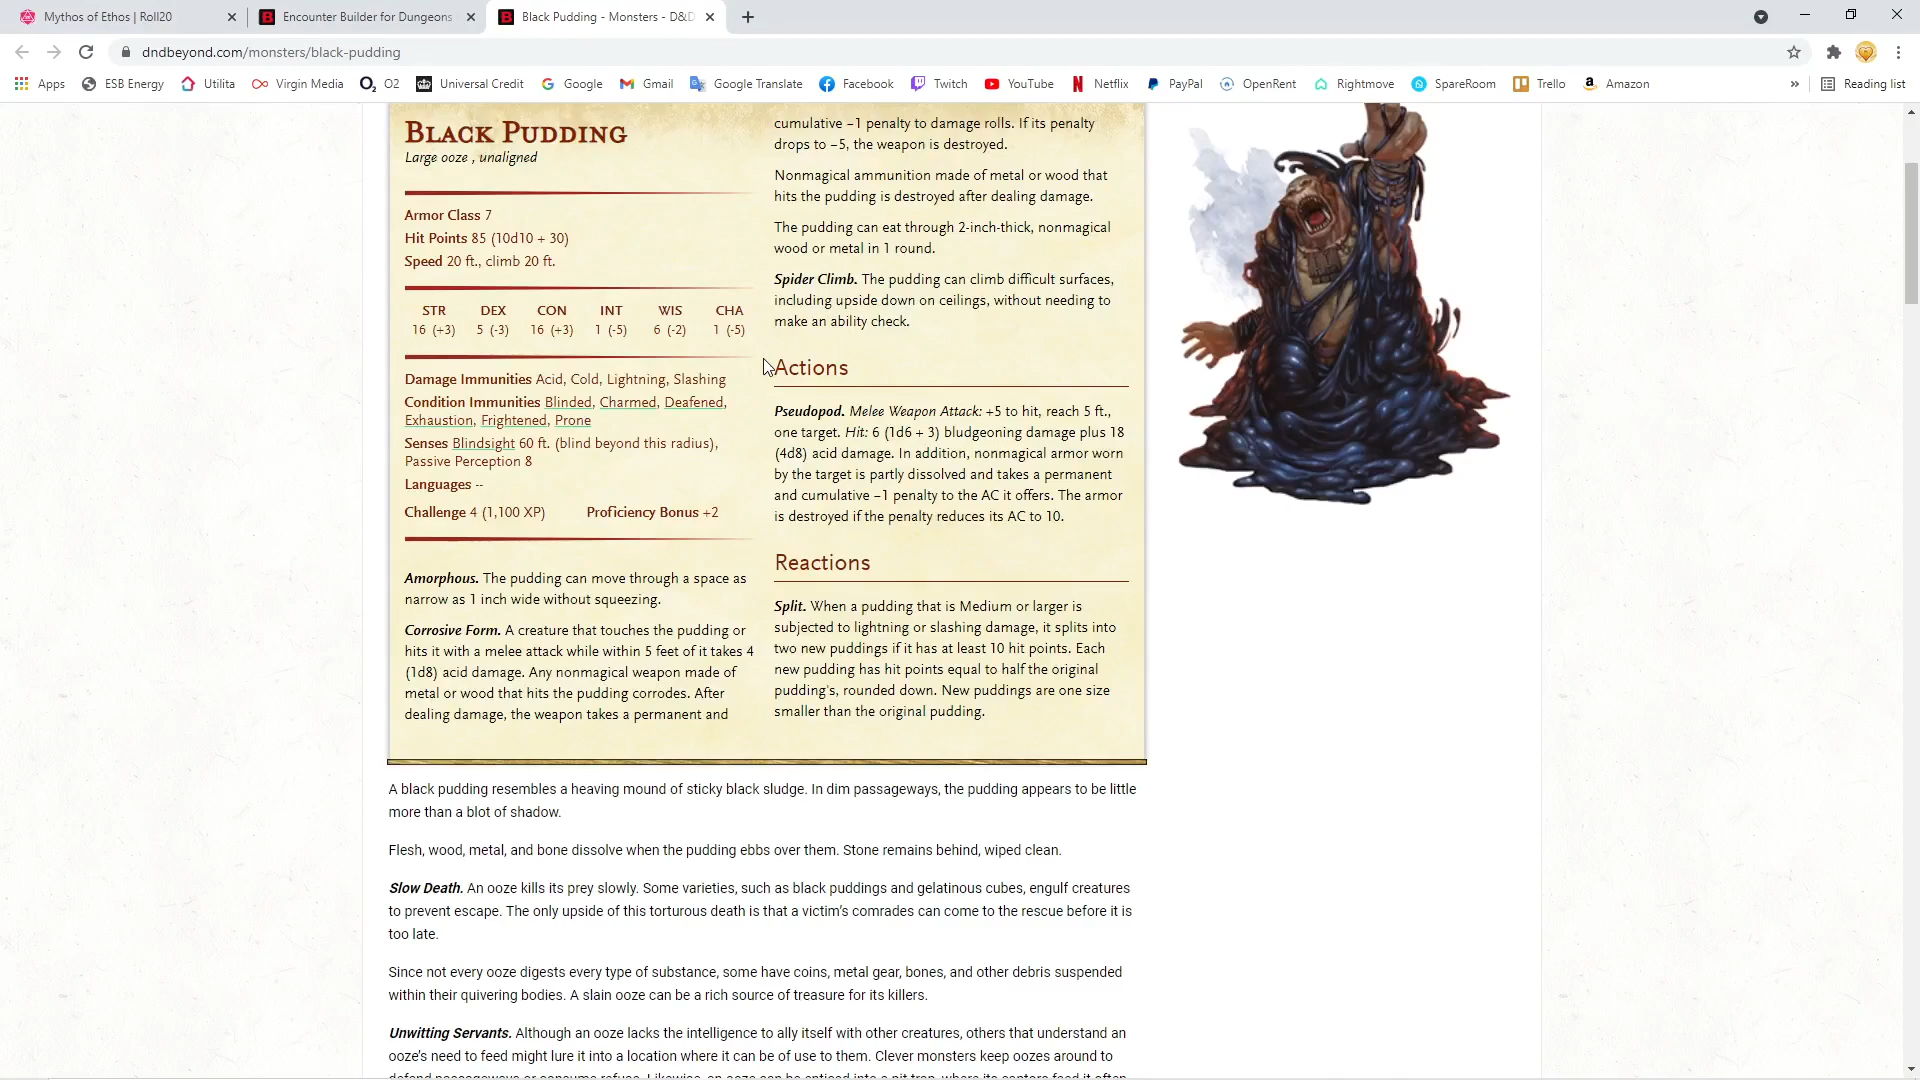 Mythos of Ethos | Roll20
Encounter Builder for Dungeons
Black Pudding - Monsters - D&D
dndbeyond.com/monsters/black-pudding
Apps ESB Energy Utilita Virgin Media O2 Universal Credit Google Gmail Google Translate Facebook Twitch YouTube Netflix PayPal OpenRent Rightmove SpareRoom Trello Amazon » Reading list
BLACK PUDDING
Large ooze , unaligned
Armor Class 7
Hit Points 85 (10d10 + 30)
Speed 20 ft., climb 20 ft.
STR DEX CON INT WIS CHA
16 (+3) 5 (-3) 16 (+3) 1 (-5) 6 (-2) 1 (-5)
Damage Immunities Acid, Cold, Lightning, Slashing
Condition Immunities Blinded, Charmed, Deafened,
Exhaustion, Frightened, Prone
Senses Blindsight 60 ft. (blind beyond this radius),
Passive Perception 8
Languages --
Challenge 4 (1,100 XP) Proficiency Bonus +2
Amorphous. The pudding can move through a space as
narrow as 1 inch wide without squeezing.
Corrosive Form. A creature that touches the pudding or
hits it with a melee attack while within 5 feet of it takes 4
(1d8) acid damage. Any nonmagical weapon made of
metal or wood that hits the pudding corrodes. After
dealing damage, the weapon takes a permanent and
cumulative −1 penalty to damage rolls. If its penalty
drops to −5, the weapon is destroyed.
Nonmagical ammunition made of metal or wood that
hits the pudding is destroyed after dealing damage.
The pudding can eat through 2-inch-thick, nonmagical
wood or metal in 1 round.
Spider Climb. The pudding can climb difficult surfaces,
including upside down on ceilings, without needing to
make an ability check.
Actions
Pseudopod. Melee Weapon Attack: +5 to hit, reach 5 ft.,
one target. Hit: 6 (1d6 + 3) bludgeoning damage plus 18
(4d8) acid damage. In addition, nonmagical armor worn
by the target is partly dissolved and takes a permanent
and cumulative −1 penalty to the AC it offers. The armor
is destroyed if the penalty reduces its AC to 10.
Reactions
Split. When a pudding that is Medium or larger is
subjected to lightning or slashing damage, it splits into
two new puddings if it has at least 10 hit points. Each
new pudding has hit points equal to half the original
pudding's, rounded down. New puddings are one size
smaller than the original pudding.
A black pudding resembles a heaving mound of sticky black sludge. In dim passageways, the pudding appears to be little
more than a blot of shadow.
Flesh, wood, metal, and bone dissolve when the pudding ebbs over them. Stone remains behind, wiped clean.
Slow Death. An ooze kills its prey slowly. Some varieties, such as black puddings and gelatinous cubes, engulf creatures
to prevent escape. The only upside of this torturous death is that a victim's comrades can come to the rescue before it is
too late.
Since not every ooze digests every type of substance, some have coins, metal gear, bones, and other debris suspended
within their quivering bodies. A slain ooze can be a rich source of treasure for its killers.
Unwitting Servants. Although an ooze lacks the intelligence to ally itself with other creatures, others that understand an
ooze's need to feed might lure it into a location where it can be of use to them. Clever monsters keep oozes around to